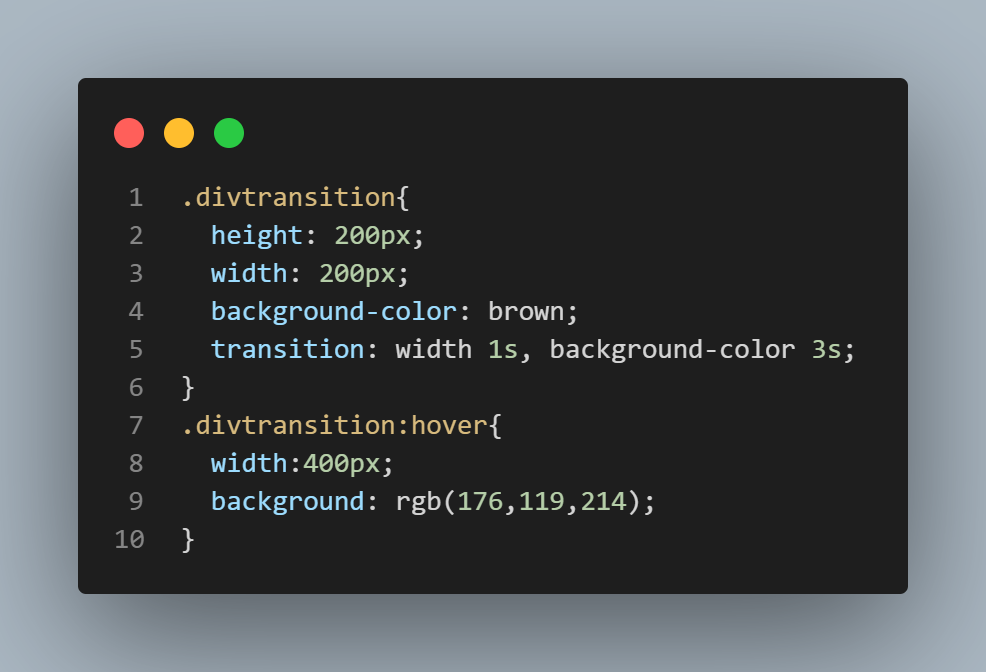 1 .divtransition{
2   height: 200px;
3   width: 200px;
4   background-color: brown;
5   transition: width 1s, background-color 3s;
6 }
7 .divtransition:hover{
8   width:400px;
9   background: rgb(176,119,214);
10 }